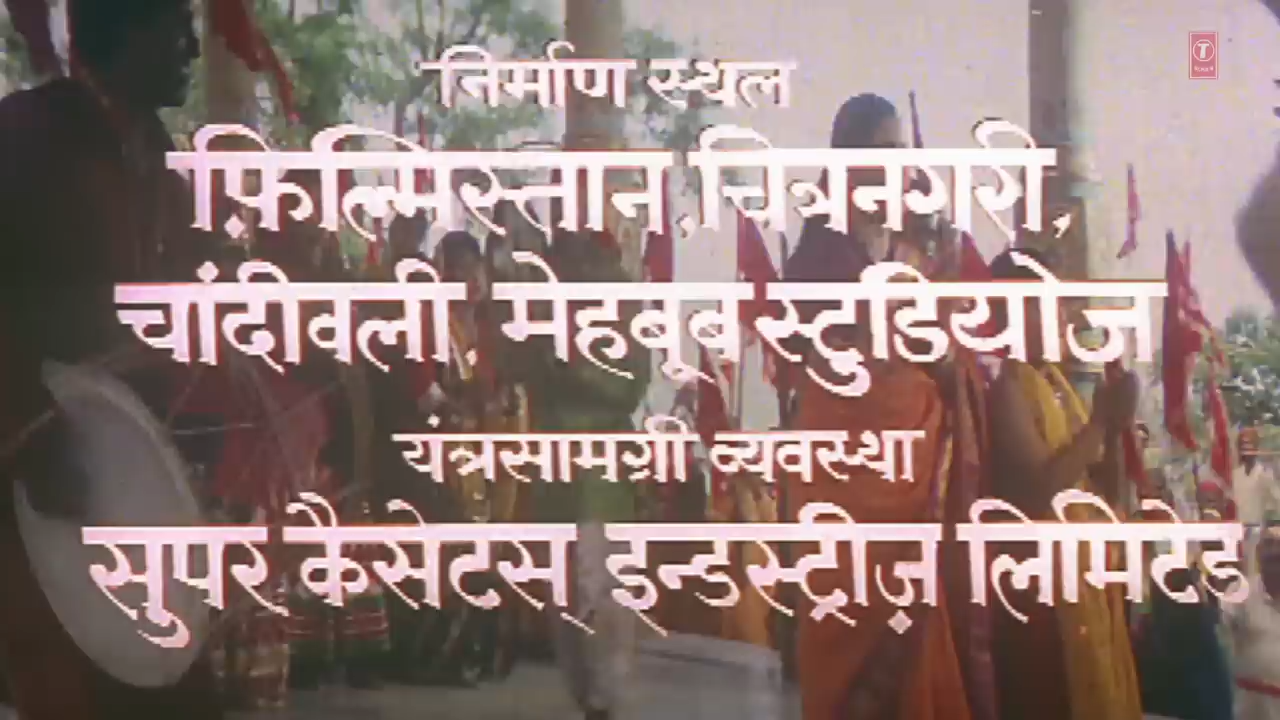 निर्माण स्थल
फ़िल्मिस्तान, चित्रनगरी,
चांदीवली, मेहबूब स्टुडियोज
यंत्रसामग्री व्यवस्था
सुपर कैसेटस् इन्डस्ट्रीज़ लिमिटेड